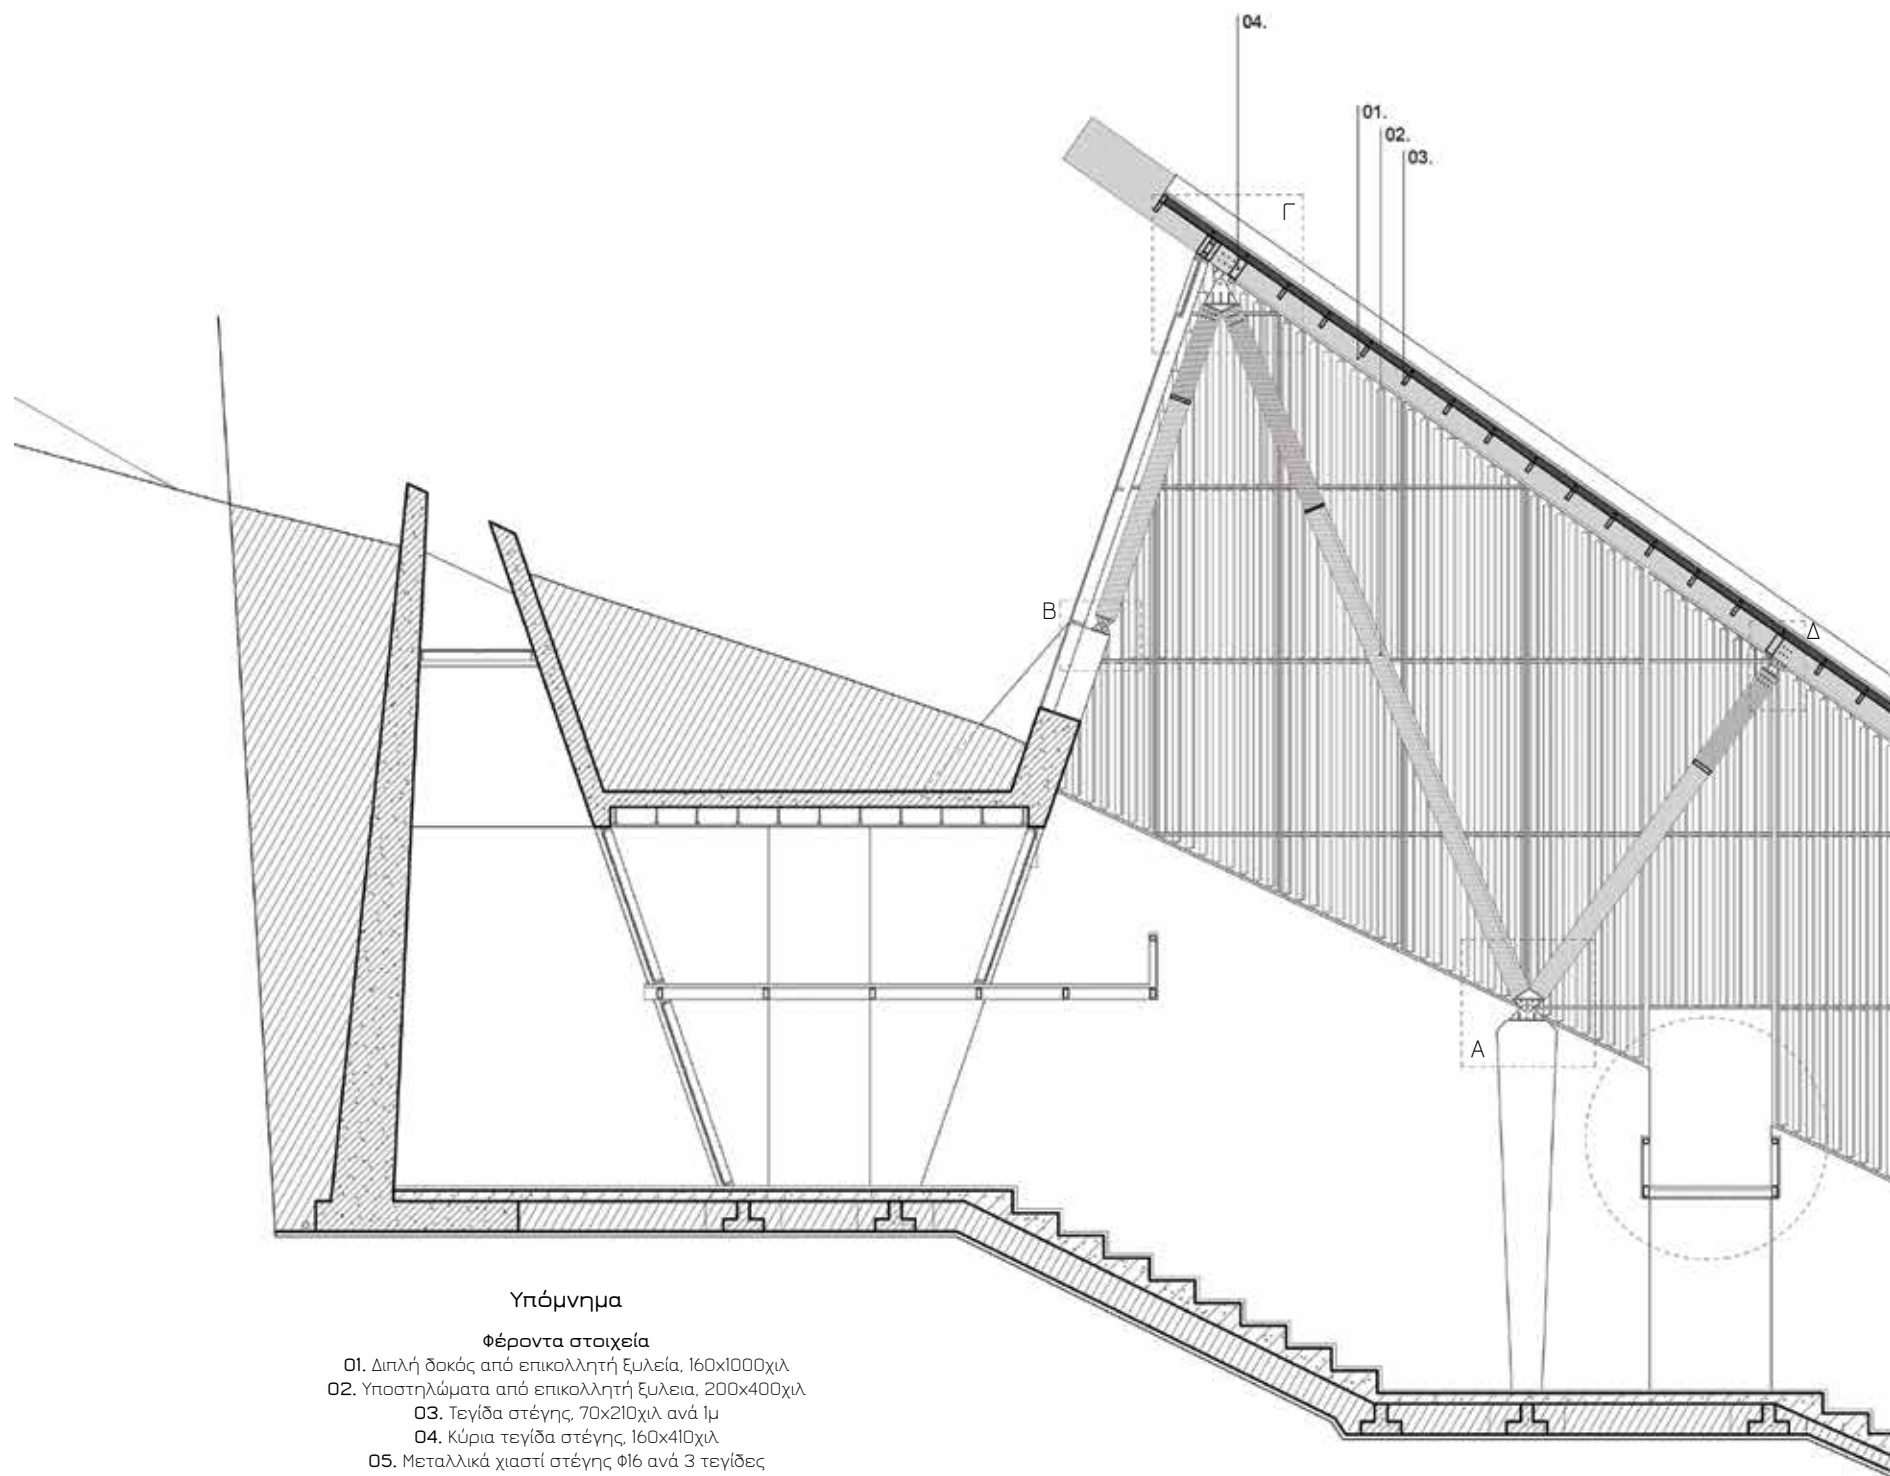 04.
01.
02.
03.
Γ
B
Δ
A
Υπόμνημα
Φέροντα στοιχεία
01. Διπλή δοκός από επικολλητή ξυλεία, 160x1000χιλ
02. Υποστηλώματα από επικολλητή ξυλεια, 200x400χιλ
03. Τεγίδα στέγης, 70x210χιλ ανά 1μ
04. Κύρια τεγίδα στέγης, 160x410χιλ
05. Μεταλλικά χιαστί στέγης Φ16 ανά 3 τεγίδες